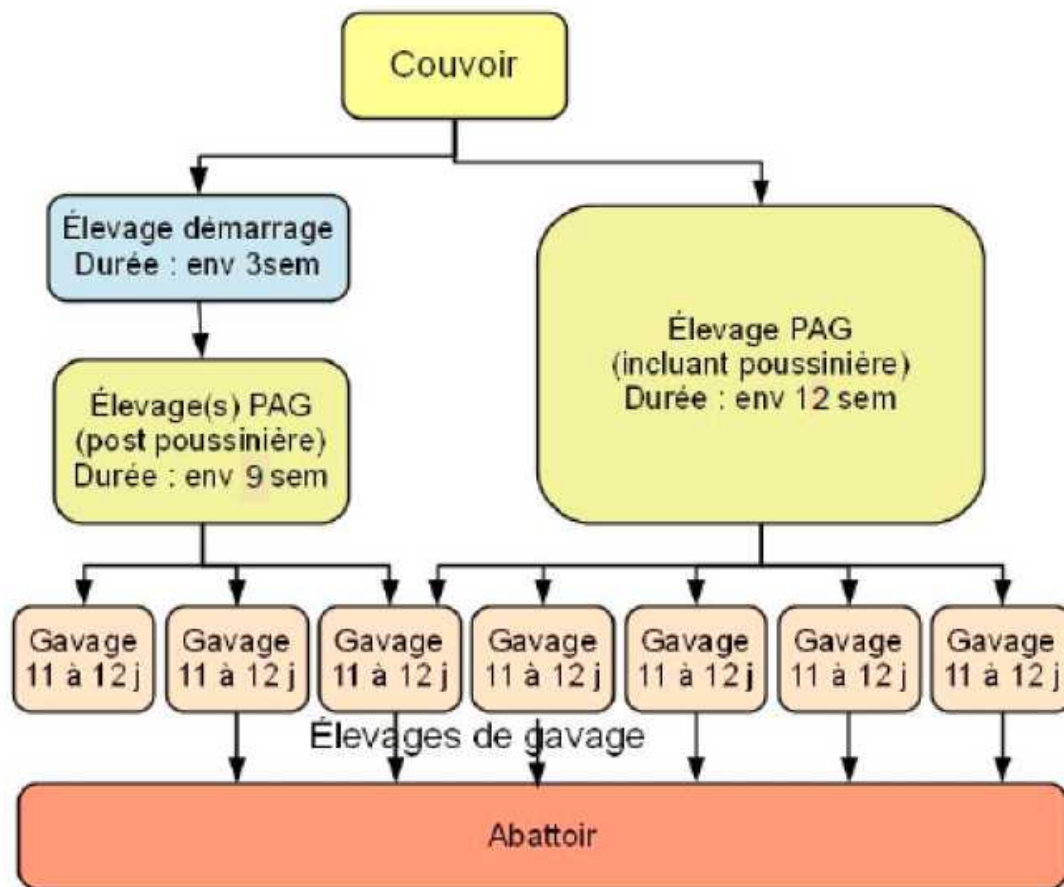 Couvoir
Élevage démarrage
Durée : env 3sem
Élevage PAG
(incluant poussinière)
Durée : env 12 sem
Élevage(s) PAG
(post poussinière)
Durée : env 9 sem
Gavage
11 à 12 j
Gavage
11 à 12 j
Gavage
11 à 12 j
Gavage
11 à 12 j
Gavage
11 à 12 j
Gavage
11 à 12 j
Gavage
11 à 12 j
Élevages de gavage
Abattoir